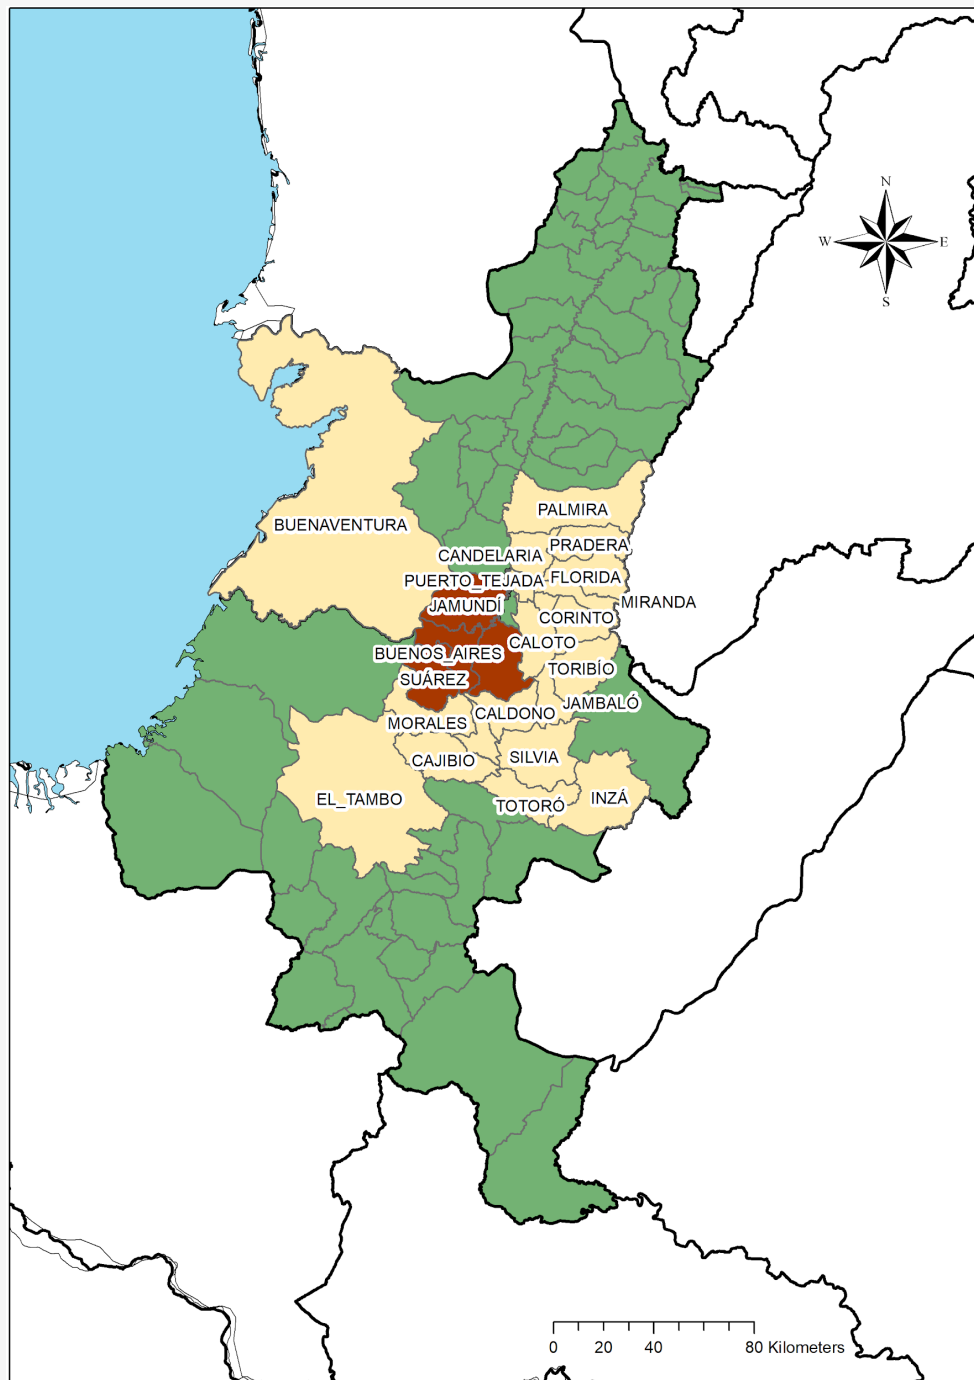 N
W E
S
PALMIRA
BUENAVENTURA
PRADERA
CANDELARIA
FLORIDA
PUERTO_TEJADA
MIRANDA
JAMUNDÍ
CORINTO
CALOTO
BUENOS_AIRES
TORIBÍO
SUÁREZ
JAMBALÓ
CALDONO
MORALES
SILVIA
CAJIBIO
INZÁ
EL_TAMBO
TOTORÓ
0 20 40 80 Kilometers